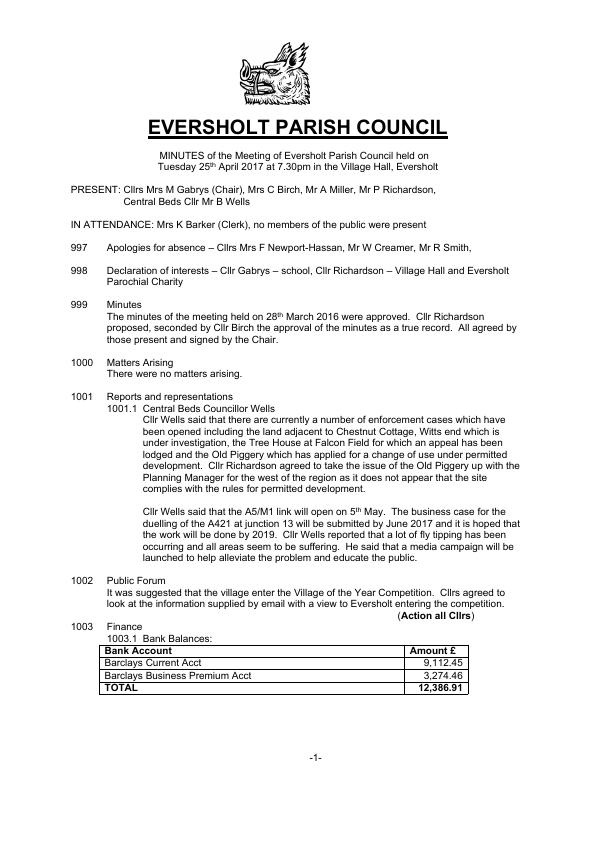 EVERSHOLT PARISH COUNCIL
MINUTES of the Meeting of Eversholt Parish Council held on
Tuesday 25th April 2017 at 7.30pm in the Village Hall, Eversholt
PRESENT: Cllrs Mrs M Gabrys (Chair), Mrs C Birch, Mr A Miller, Mr P Richardson,
Central Beds Cllr Mr B Wells
IN ATTENDANCE: Mrs K Barker (Clerk), no members of the public were present
997 Apologies for absence – Cllrs Mrs F Newport-Hassan, Mr W Creamer, Mr R Smith,
998 Declaration of interests – Cllr Gabrys – school, Cllr Richardson – Village Hall and Eversholt
Parochial Charity
999 Minutes
The minutes of the meeting held on 28th March 2016 were approved. Cllr Richardson
proposed, seconded by Cllr Birch the approval of the minutes as a true record. All agreed by
those present and signed by the Chair.
1000 Matters Arising
There were no matters arising.
1001 Reports and representations
1001.1 Central Beds Councillor Wells
Cllr Wells said that there are currently a number of enforcement cases which have
been opened including the land adjacent to Chestnut Cottage, Witts end which is
under investigation, the Tree House at Falcon Field for which an appeal has been
lodged and the Old Piggery which has applied for a change of use under permitted
development. Cllr Richardson agreed to take the issue of the Old Piggery up with the
Planning Manager for the west of the region as it does not appear that the site
complies with the rules for permitted development.
Cllr Wells said that the A5/M1 link will open on 5th May. The business case for the
duelling of the A421 at junction 13 will be submitted by June 2017 and it is hoped that
the work will be done by 2019. Cllr Wells reported that a lot of fly tipping has been
occurring and all areas seem to be suffering. He said that a media campaign will be
launched to help alleviate the problem and educate the public.
1002 Public Forum
It was suggested that the village enter the Village of the Year Competition. Cllrs agreed to
look at the information supplied by email with a view to Eversholt entering the competition.
(Action all Cllrs)
1003 Finance
1003.1 Bank Balances:
Bank Account Amount £
Barclays Current Acct 9,112.45
Barclays Business Premium Acct 3,274.46
TOTAL 12,386.91
-1-